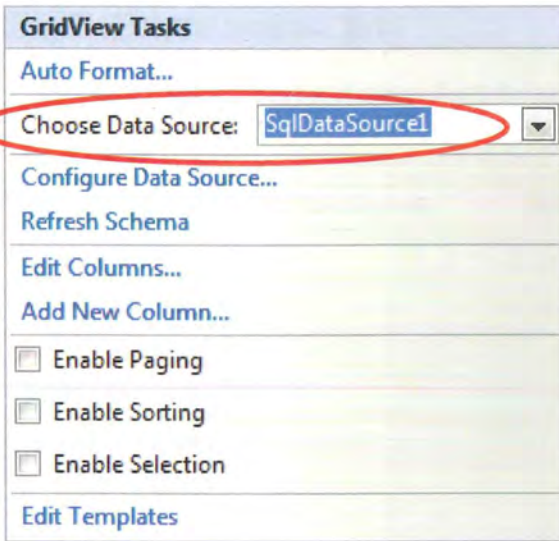 GridView Tasks
Auto Format...
Choose Data Source: SqlDataSource1
Configure Data Source...
Refresh Schema
Edit Columns...
Add New Column...
Enable Paging
Enable Sorting
Enable Selection
Edit Templates